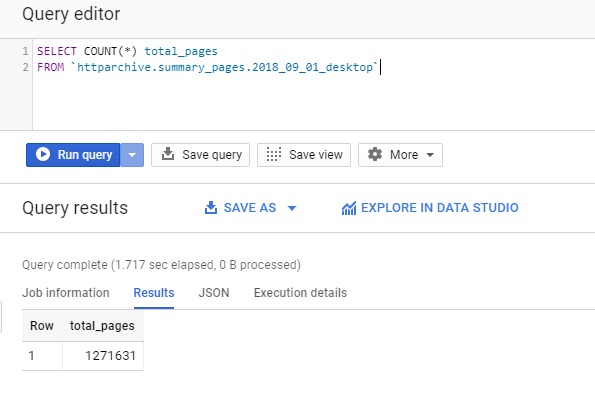 Query editor
1 SELECT COUNT(*) total_pages
2 FROM `httparchive.summary_pages.2018_09_01_desktop`
Run query Save query Save view More
Query results SAVE AS EXPLORE IN DATA STUDIO
Query complete (1.717 sec elapsed, 0 B processed)
Job information Results JSON Execution details
Row total_pages
1 1271631